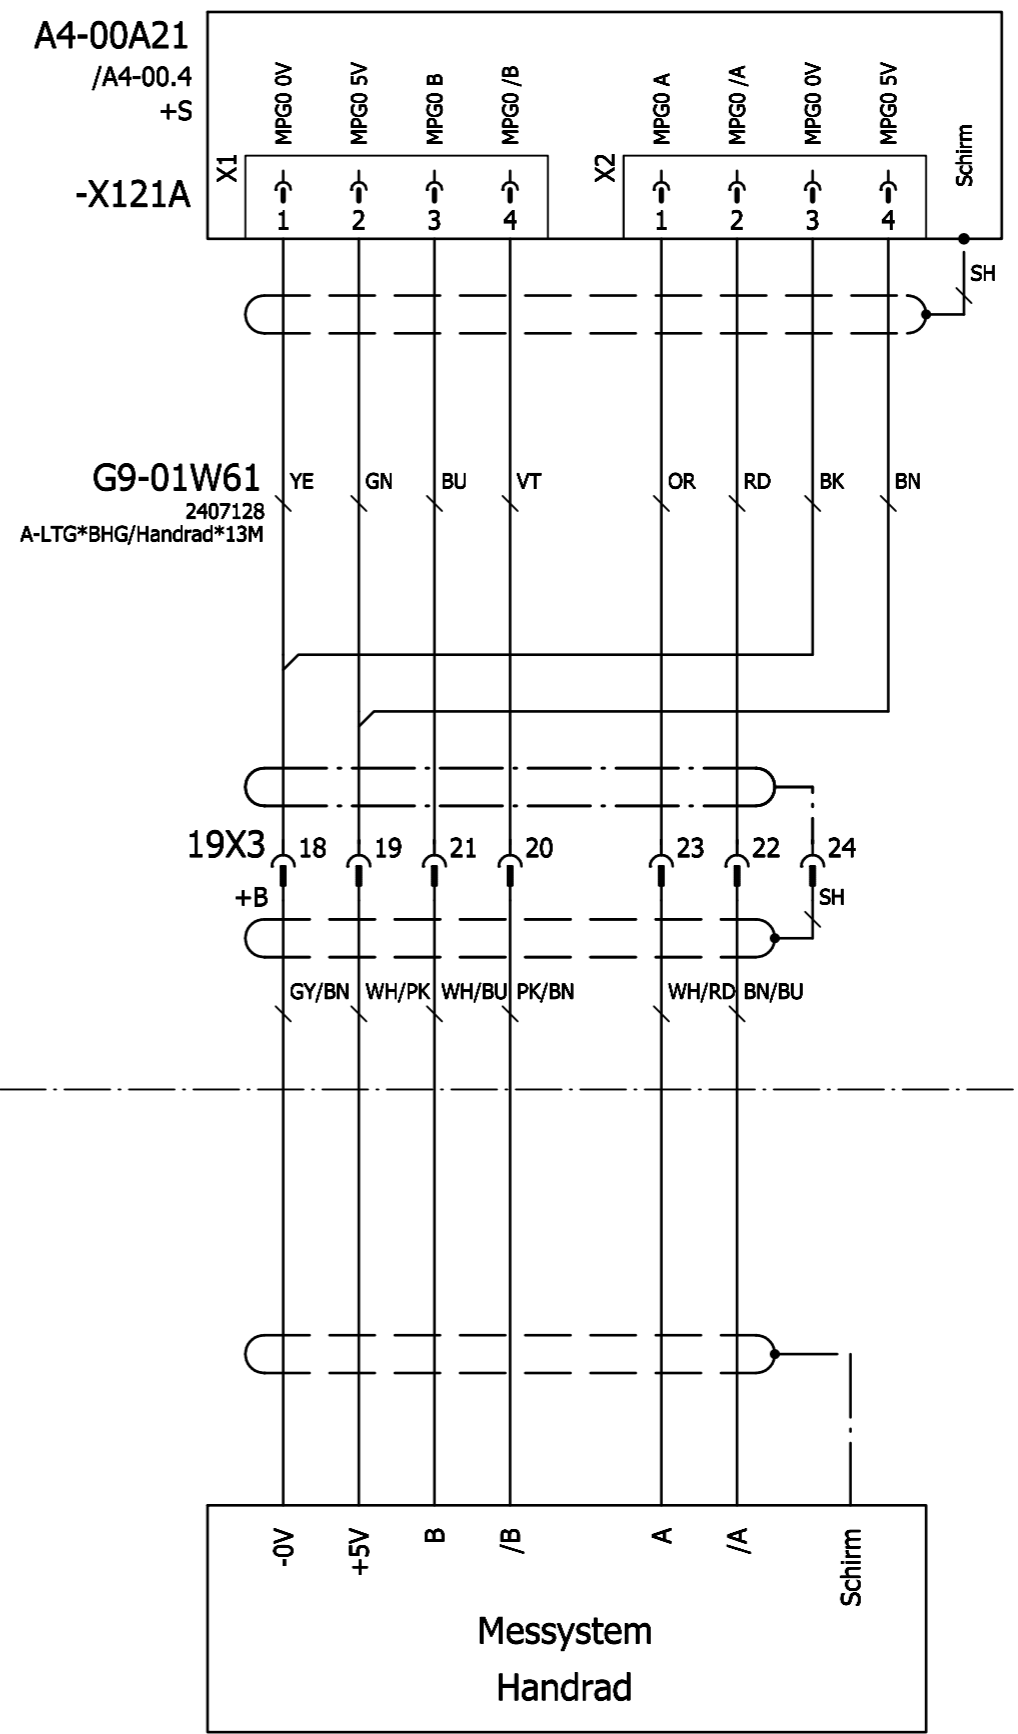 A4-00A21
/A4-00.4
+S
-X121A
X1
MPG0 0V
MPG0 5V
MPG0 B
MPG0 /B
1
2
3
4
X2
MPG0 A
MPG0 /A
MPG0 0V
MPG0 5V
1
2
3
4
Schirm
SH
G9-01W61
2407128
A-LTG*BHG/Handrad*13M
YE
GN
BU
VT
OR
RD
BK
BN
19X3
+B
18
19
21
20
23
22
24
SH
GY/BN
WH/PK
WH/BU
PK/BN
WH/RD
BN/BU
-0V
+5V
B
/B
A
/A
Schirm
Messystem
Handrad